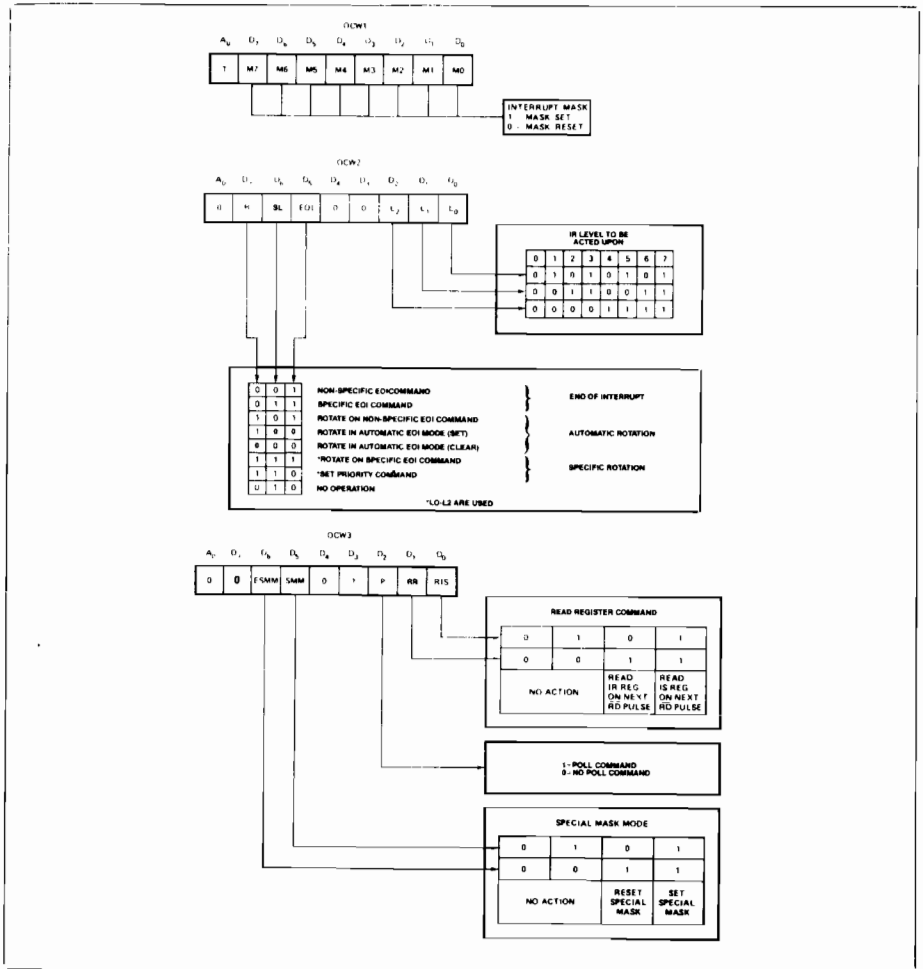 OCW1
A0 D7 D6 D5 D4 D3 D2 D1 D0
1 M7 M6 M5 M4 M3 M2 M1 M0
INTERRUPT MASK
1 MASK SET
0 - MASK RESET
OCW2
A0 D7 D6 D5 D4 D3 D2 D1 D0
0 R SL EOI 0 0 L2 L1 L0
IR LEVEL TO BE
ACTED UPON
0 1 2 3 4 5 6 7
0 1 0 1 0 1 0 1
0 0 1 1 0 0 1 1
0 0 0 0 1 1 1 1
0 0 1 NON-SPECIFIC EOI COMMAND } END OF INTERRUPT
0 1 1 SPECIFIC EOI COMMAND
1 0 1 ROTATE ON NON-SPECIFIC EOI COMMAND
1 0 0 ROTATE IN AUTOMATIC EOI MODE (SET) } AUTOMATIC ROTATION
0 0 0 ROTATE IN AUTOMATIC EOI MODE (CLEAR)
1 1 1 *ROTATE ON SPECIFIC EOI COMMAND } SPECIFIC ROTATION
1 1 0 *SET PRIORITY COMMAND
0 1 0 NO OPERATION
*L0-L2 ARE USED
OCW3
A0 D7 D6 D5 D4 D3 D2 D1 D0
0 0 ESMM SMM 0 1 P RR RIS
READ REGISTER COMMAND
0 1 0 1
0 0 1 1
NO ACTION
READ
IR REG
ON NEXT
RD PULSE
READ
IS REG
ON NEXT
RD PULSE
1 - POLL COMMAND
0 - NO POLL COMMAND
SPECIAL MASK MODE
0 1 0 1
0 0 1 1
NO ACTION
RESET
SPECIAL
MASK
SET
SPECIAL
MASK